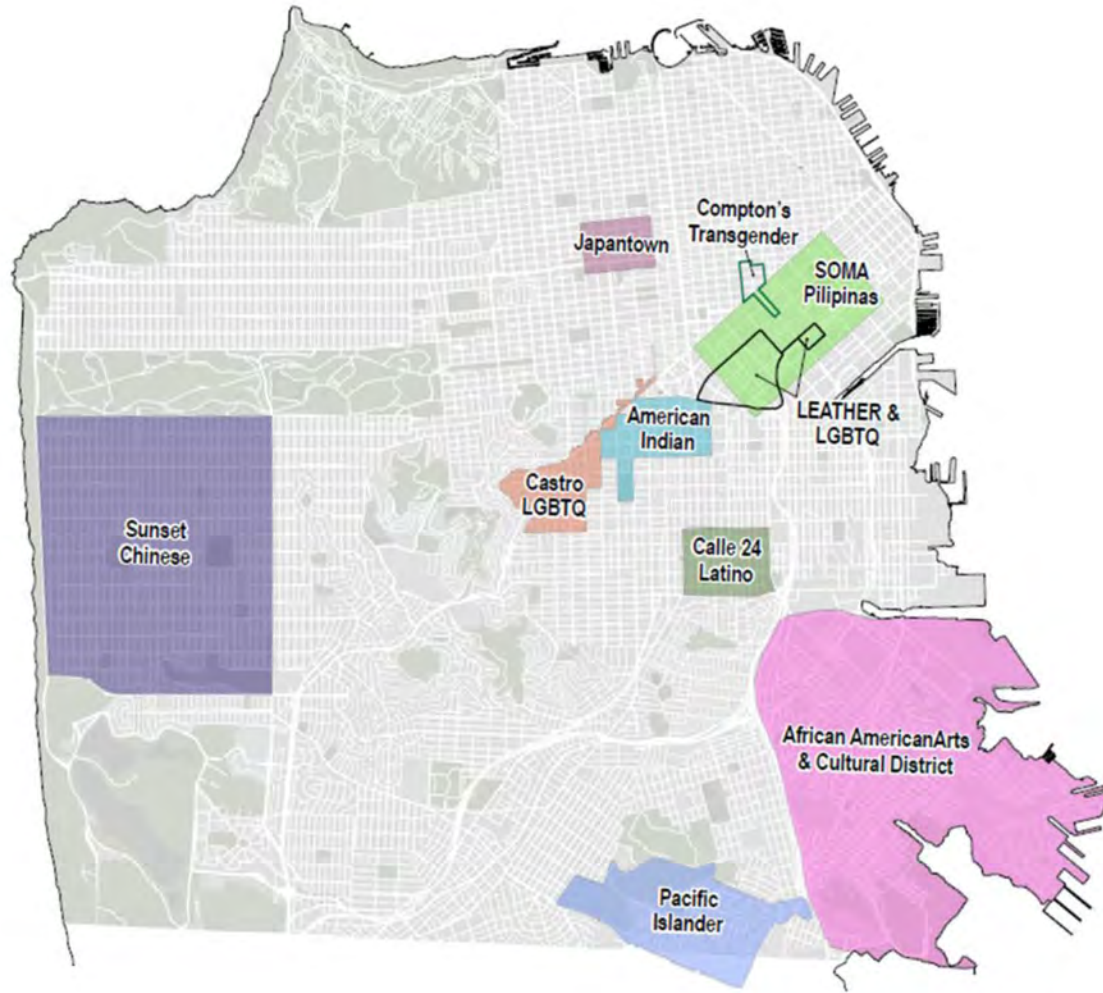 Compton's
Transgender
Japantown
SOMA
Pilipinas
LEATHER &
LGBTQ
American
Indian
Castro
LGBTQ
Sunset
Chinese
Calle 24
Latino
African AmericanArts
& Cultural District
Pacific
Islander